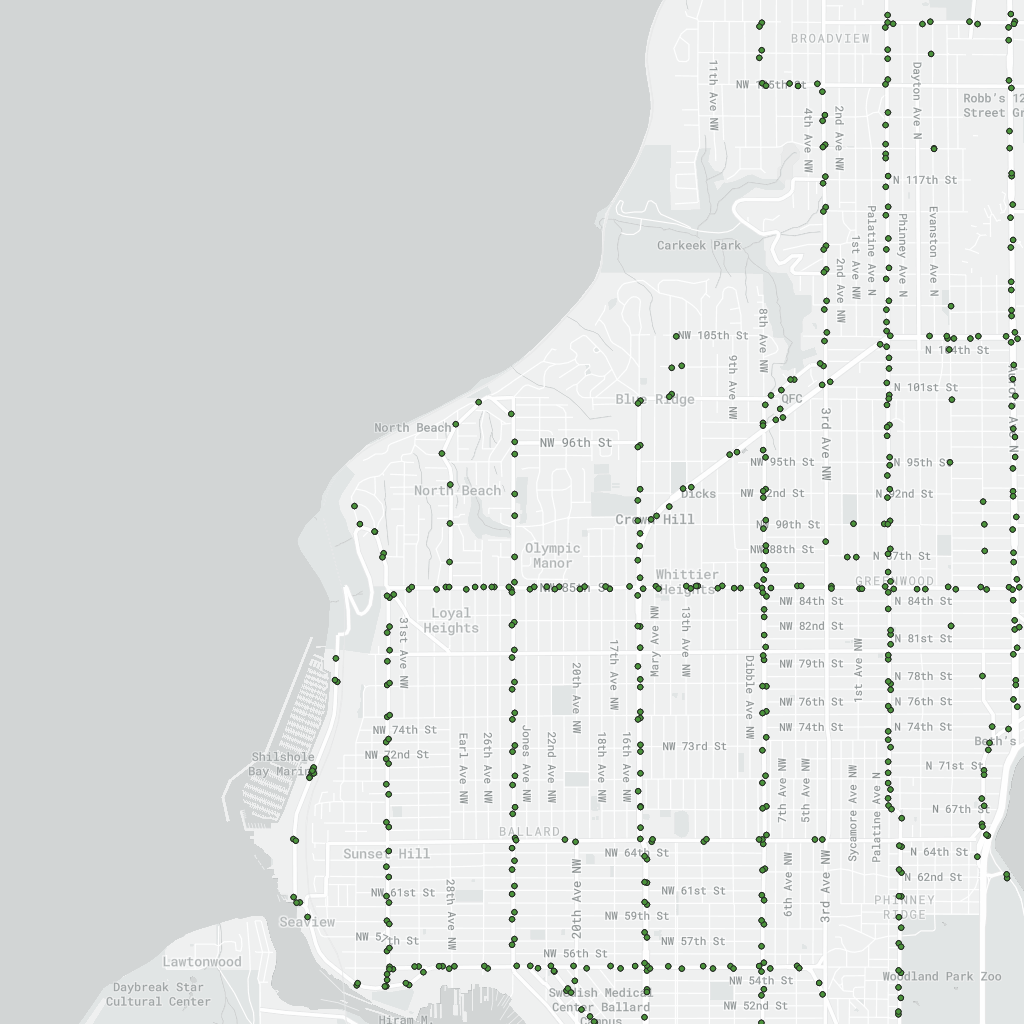 BROADVIEW
11th Ave NW
Dayton Ave N
Robb's 12
Street Gr
4th Ave NW
2nd Ave NW
N 117th St
Palatine Ave N
Phinney Ave N
Evanston Ave N
1st Ave NW
Carkeek Park
2nd Ave NW
8th Ave NW
NW 105th St
N 104th St
9th Ave NW
N 101st St
Blue Ridge
QFC
3rd Ave NW
North Beach
NW 96th St
NW 95th St
N 95th St
North Beach
Dicks
NW 92nd St
N 92nd St
Crown Hill
NW 90th St
Olympic
Manor
NW 88th St
N 87th St
Whittier
Heights
NW 85th St
GREENWOOD
NW 84th St
N 84th St
Loyal
Heights
31st Ave NW
17th Ave NW
Mary Ave NW
13th Ave NW
NW 82nd St
N 81st St
NW 79th St
1st Ave NW
20th Ave NW
Dibble Ave NW
N 78th St
NW 76th St
N 76th St
NW 74th St
NW 74th St
N 74th St
Earl Ave NW
26th Ave NW
Jones Ave NW
22nd Ave NW
18th Ave NW
16th Ave NW
NW 73rd St
Beth's
NW 72nd St
Shilshole
Bay Marina
7th Ave NW
5th Ave NW
Sycamore Ave NW
Palatine Ave N
N 71st St
N 67th St
BALLARD
Sunset Hill
NW 64th St
N 64th St
28th Ave NW
20th Ave NW
6th Ave NW
3rd Ave NW
N 62nd St
NW 61st St
NW 61st St
PHINNEY
RIDGE
NW 59th St
Seaview
NW 57th St
NW 57th St
NW 56th St
Lawtonwood
Woodland Park Zoo
NW 54th St
Daybreak Star
Cultural Center
Swedish Medical
Center Ballard
Campus
NW 52nd St
Hiram M.